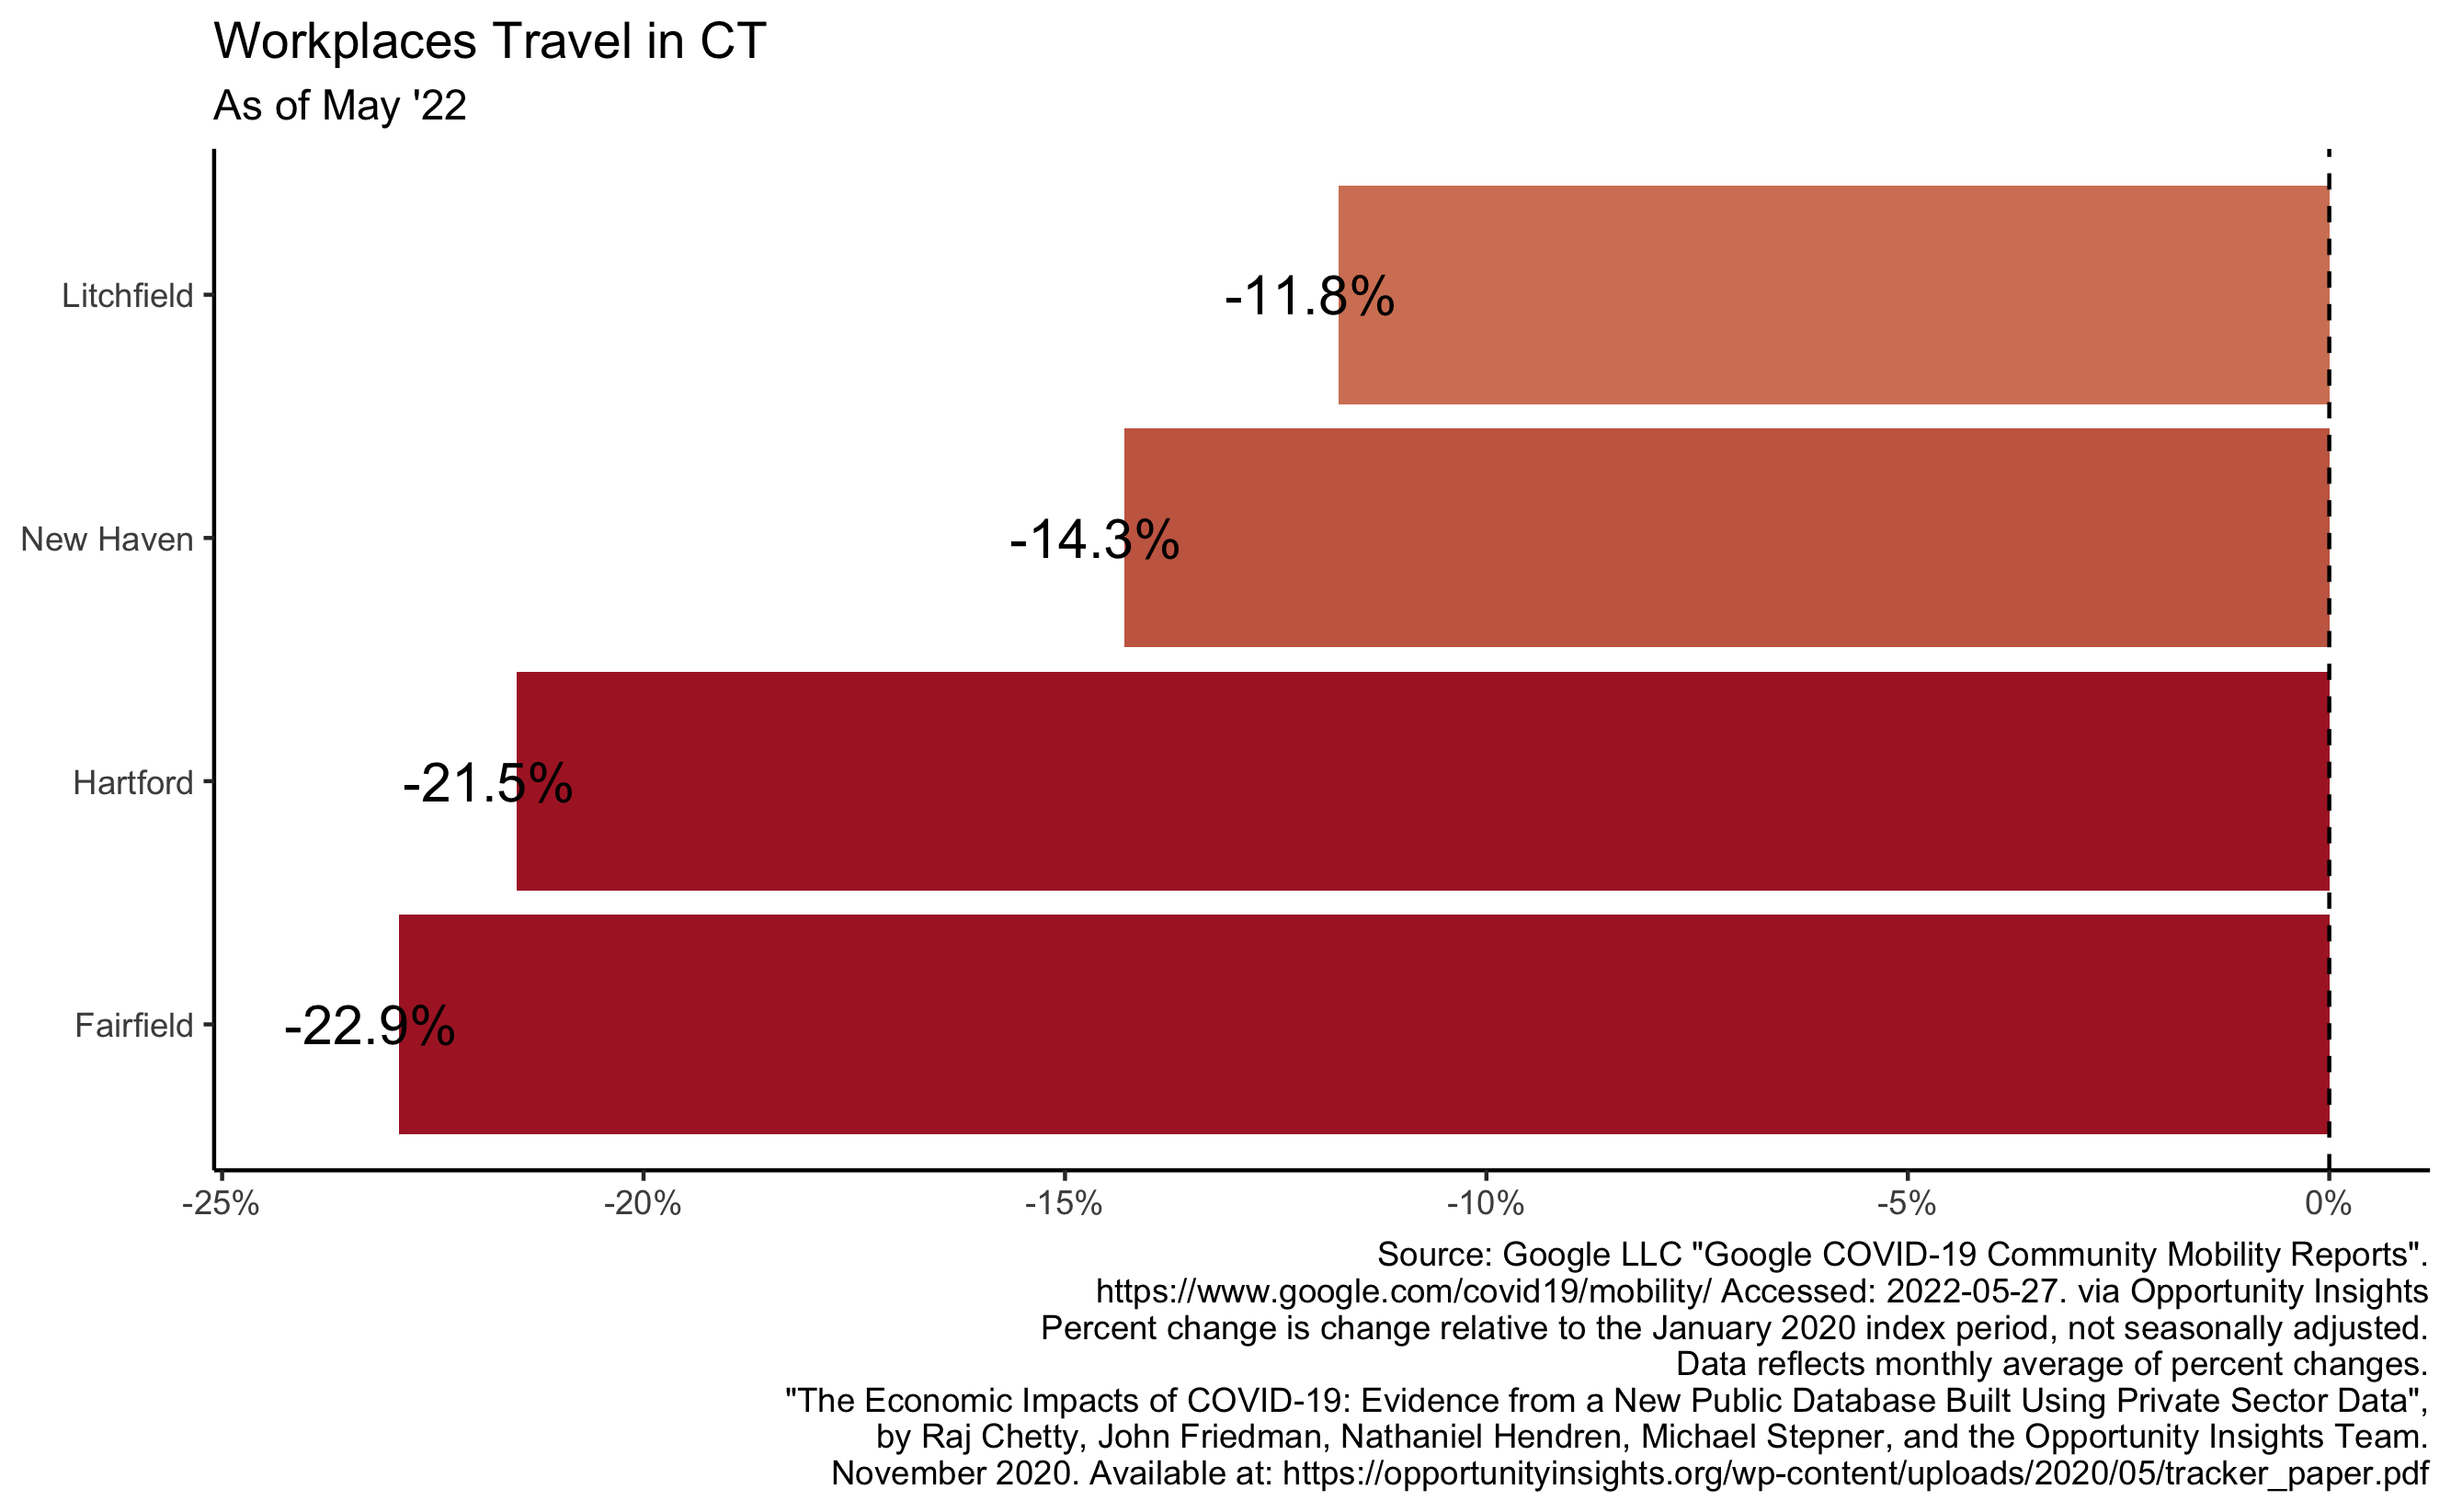 Workplaces Travel in CT
As of May '22
Litchfield
-11.8%
New Haven
-14.3%
Hartford
-21.5%
Fairfield
-22.9%
-25% -20% -15% -10% -5% 0%
Source: Google LLC "Google COVID-19 Community Mobility Reports".
https://www.google.com/covid19/mobility/ Accessed: 2022-05-27. via Opportunity Insights
Percent change is change relative to the January 2020 index period, not seasonally adjusted.
Data reflects monthly average of percent changes.
"The Economic Impacts of COVID-19: Evidence from a New Public Database Built Using Private Sector Data",
by Raj Chetty, John Friedman, Nathaniel Hendren, Michael Stepner, and the Opportunity Insights Team.
November 2020. Available at: https://opportunityinsights.org/wp-content/uploads/2020/05/tracker_paper.pdf